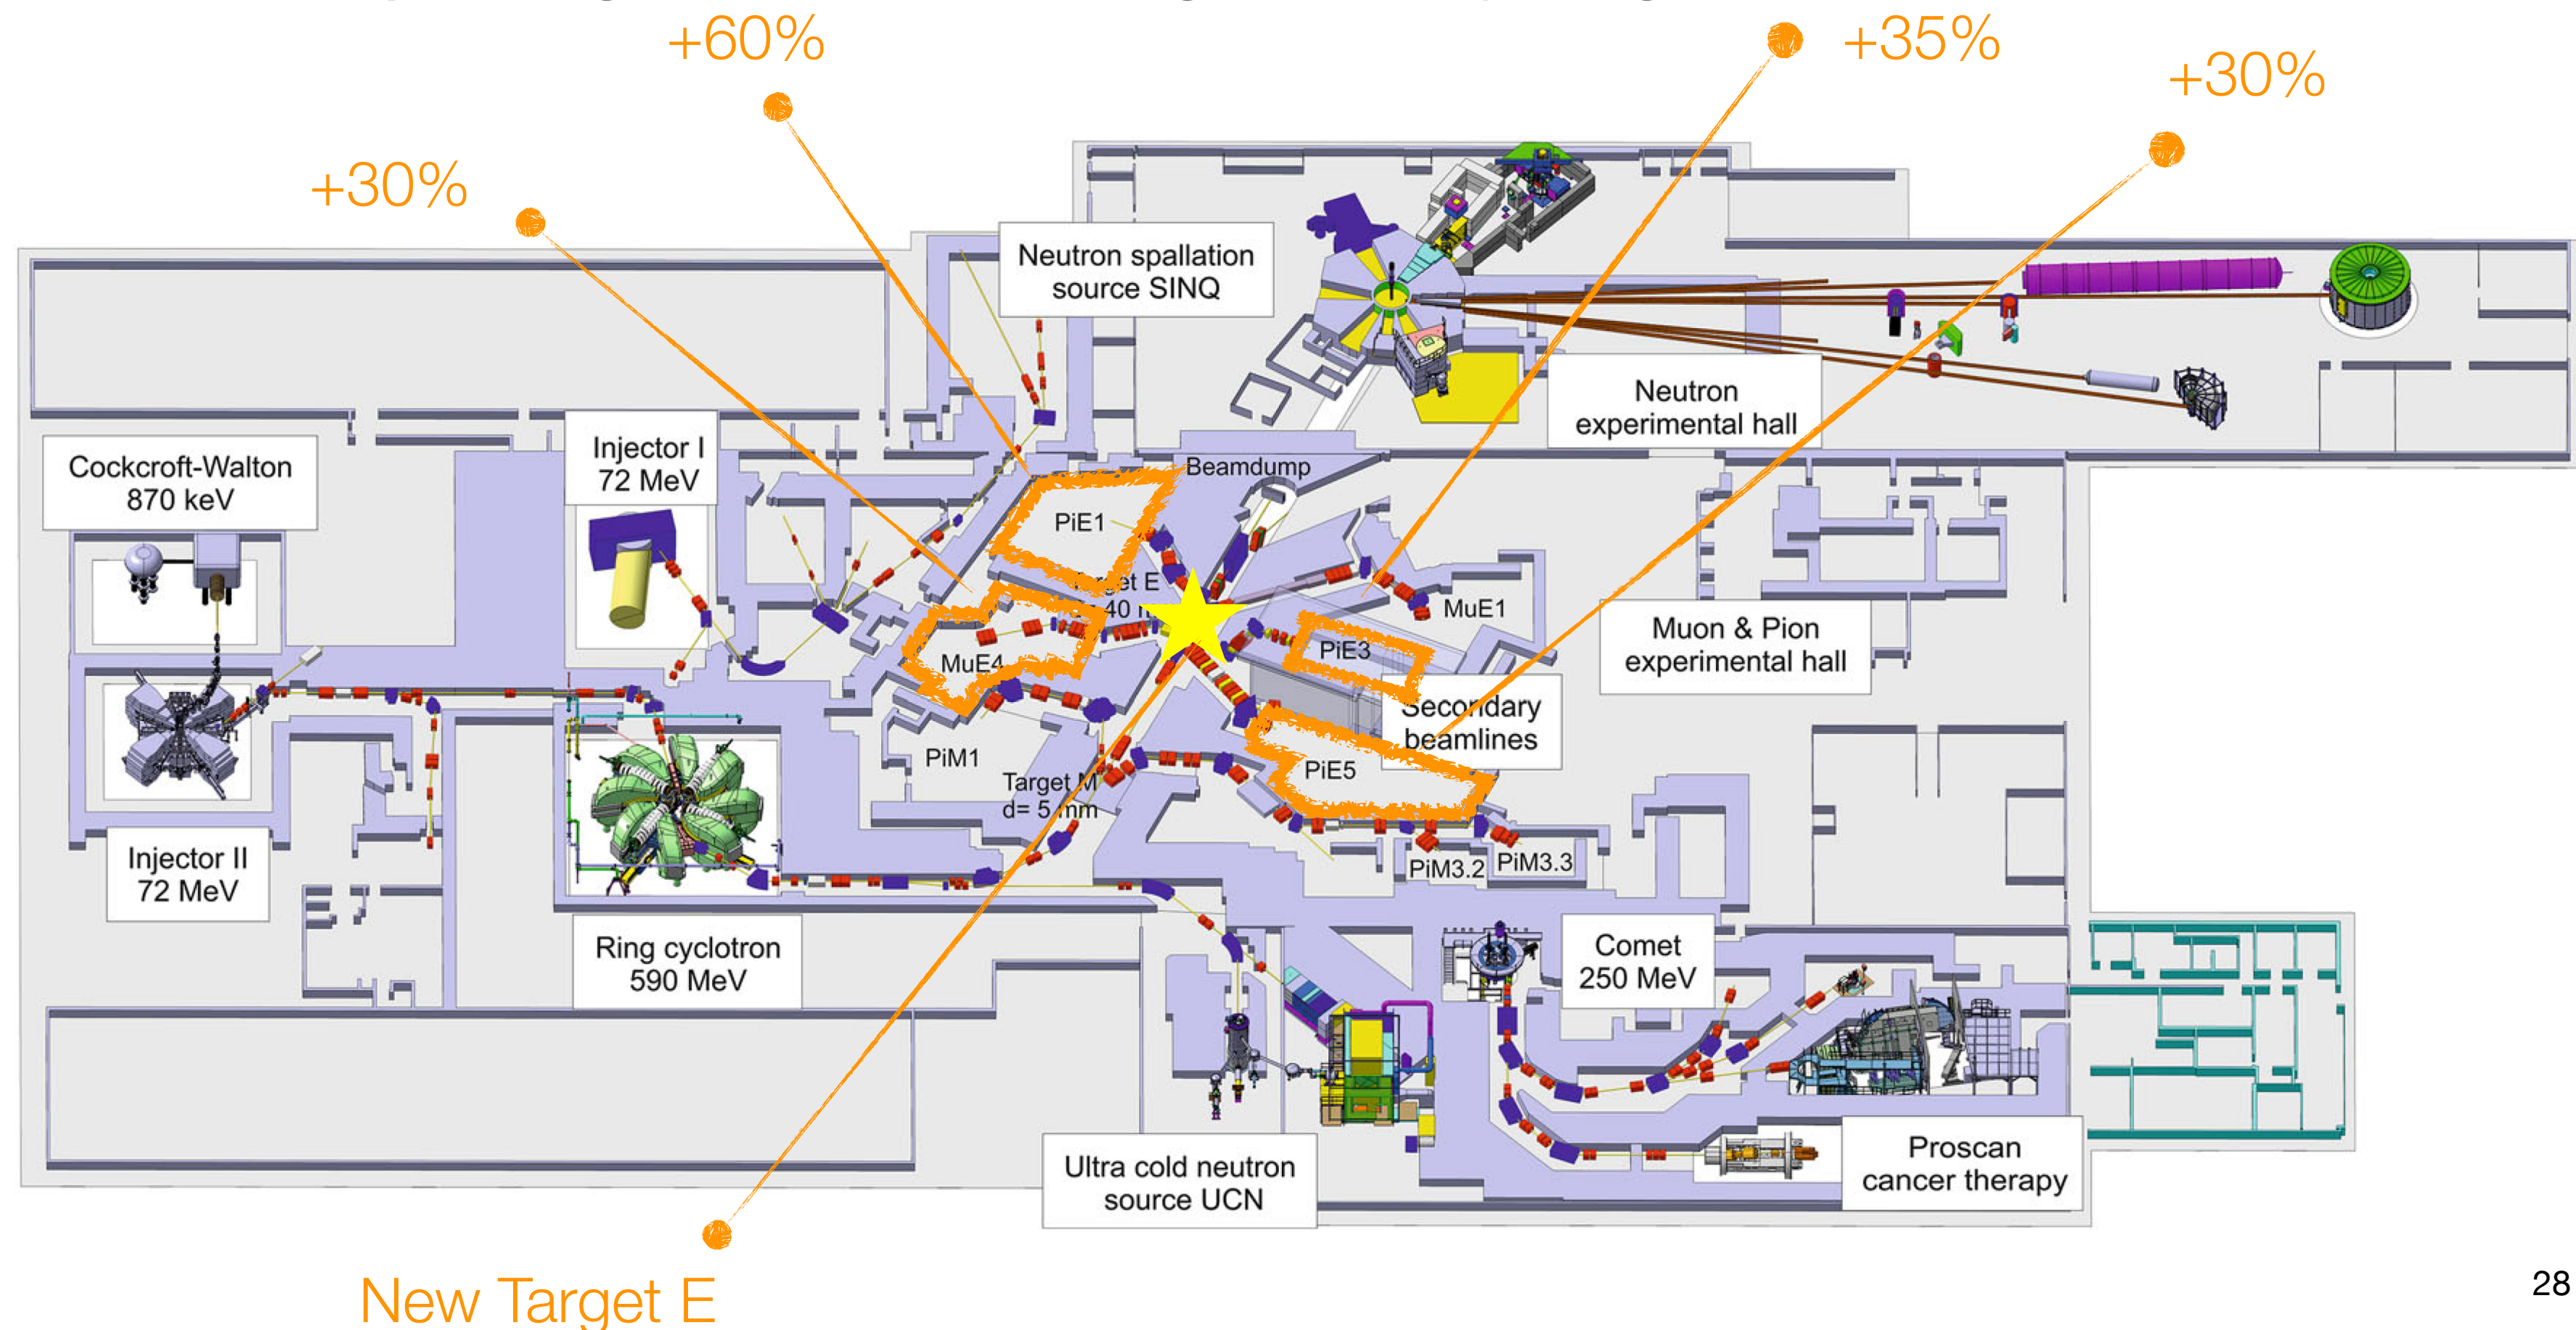 +60%
+35%
+30%
+30%
Neutron spallation
source SINQ
Neutron
experimental hall
Cockcroft-Walton
870 keV
Injector I
72 MeV
Beamdump
PiE1
E
40
MuE1
MuE4
PiE3
Muon & Pion
experimental hall
Secondary
beamlines
PiM1
Target M
d= 5 mm
PiE5
PiM3.2
PiM3.3
Injector II
72 MeV
Ring cyclotron
590 MeV
Comet
250 MeV
Ultra cold neutron
source UCN
Proscan
cancer therapy
New Target E
28